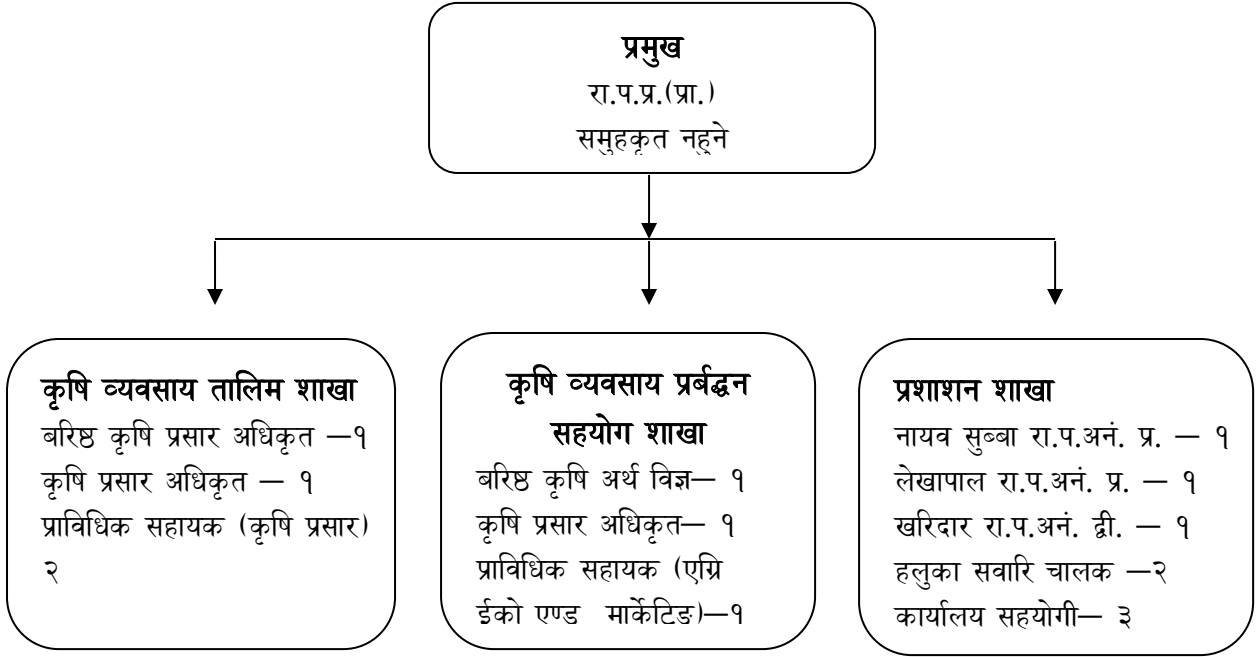 प्रमुख
रा.प.प्र.(प्रा.)
समुहकृत नहुने
कृषि व्यवसाय तालिम शाखा
बरिष्ठ कृषि प्रसार अधिकृत —१
कृषि प्रसार अधिकृत — १
प्राविधिक सहायक (कृषि प्रसार)
२
कृषि व्यवसाय प्रर्बद्धन
सहयोग शाखा
बरिष्ठ कृषि अर्थ विज्ञ— १
कृषि प्रसार अधिकृत— १
प्राविधिक सहायक (एग्रि
ईको एण्ड मार्केटिङ)—१
प्रशाशन शाखा
नायव सुब्बा रा.प.अनं. प्र. — १
लेखापाल रा.प.अनं. प्र. — १
खरिदार रा.प.अनं. द्वी. — १
हलुका सवारि चालक —२
कार्यालय सहयोगी— ३